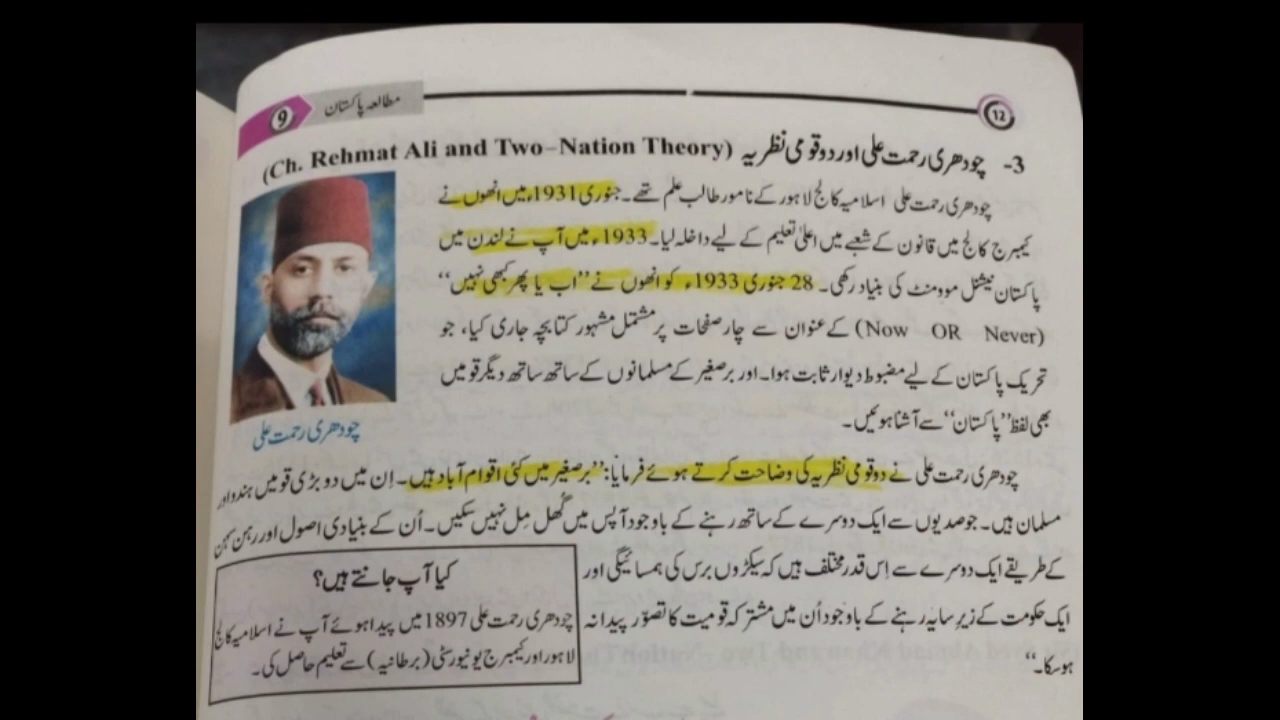 9
مطالعہ پاکستان
12
3- چودھری رحمت علی اور دو قومی نظریہ (Ch. Rehmat Ali and Two-Nation Theory)
چودھری رحمت علی اسلامیہ کالج لاہور کے نامور طالب علم تھے۔ جنوری 1931ء میں انھوں نے
کیمبرج کالج میں قانون کے شعبے میں اعلیٰ تعلیم کے لیے داخلہ لیا۔ 1933ء میں آپ نے لندن میں
پاکستان نیشنل موومنٹ کی بنیاد رکھی۔ 28 جنوری 1933ء کو انھوں نے ”اب یا پھر کبھی نہیں“
(Now OR Never) کے عنوان سے چار صفحات پر مشتمل مشہور کتابچہ جاری کیا، جو
تحریک پاکستان کے لیے مضبوط دیوار ثابت ہوا۔ اور برصغیر کے مسلمانوں کے ساتھ ساتھ دیگر قومیں
بھی لفظ ”پاکستان“ سے آشنا ہوئیں۔
چودھری رحمت علی
چودھری رحمت علی نے دو قومی نظریہ کی وضاحت کرتے ہوئے فرمایا: ”برصغیر میں کئی اقوام آباد ہیں۔ اِن میں دو بڑی قومیں ہندو اور
مسلمان ہیں۔ جو صدیوں سے ایک دوسرے کے ساتھ رہنے کے باوجود آپس میں گھل مِل نہیں سکیں۔ اُن کے بنیادی اصول اور رہن سہن
کے طریقے ایک دوسرے سے اِس قدر مختلف ہیں کہ سیکڑوں برس کی ہمسائیگی اور
ایک حکومت کے زیرِ سایہ رہنے کے باوجود اُن میں مشترکہ قومیت کا تصوّر پیدا نہ
ہو سکا۔“
کیا آپ جانتے ہیں؟
چودھری رحمت علی 1897 میں پیدا ہوئے آپ نے اسلامیہ کالج
لاہور اور کیمبرج یونیورسٹی (برطانیہ) سے تعلیم حاصل کی۔